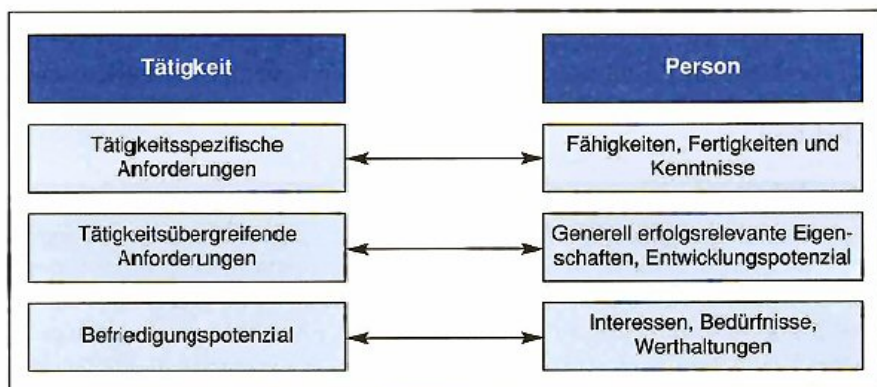 Tätigkeit
Person
Tätigkeitsspezifische
Anforderungen
Fähigkeiten, Fertigkeiten und
Kenntnisse
Tätigkeitsübergreifende
Anforderungen
Generell erfolgsrelevante Eigen-
schaften, Entwicklungspotenzial
Befriedigungspotenzial
Interessen, Bedürfnisse,
Werthaltungen